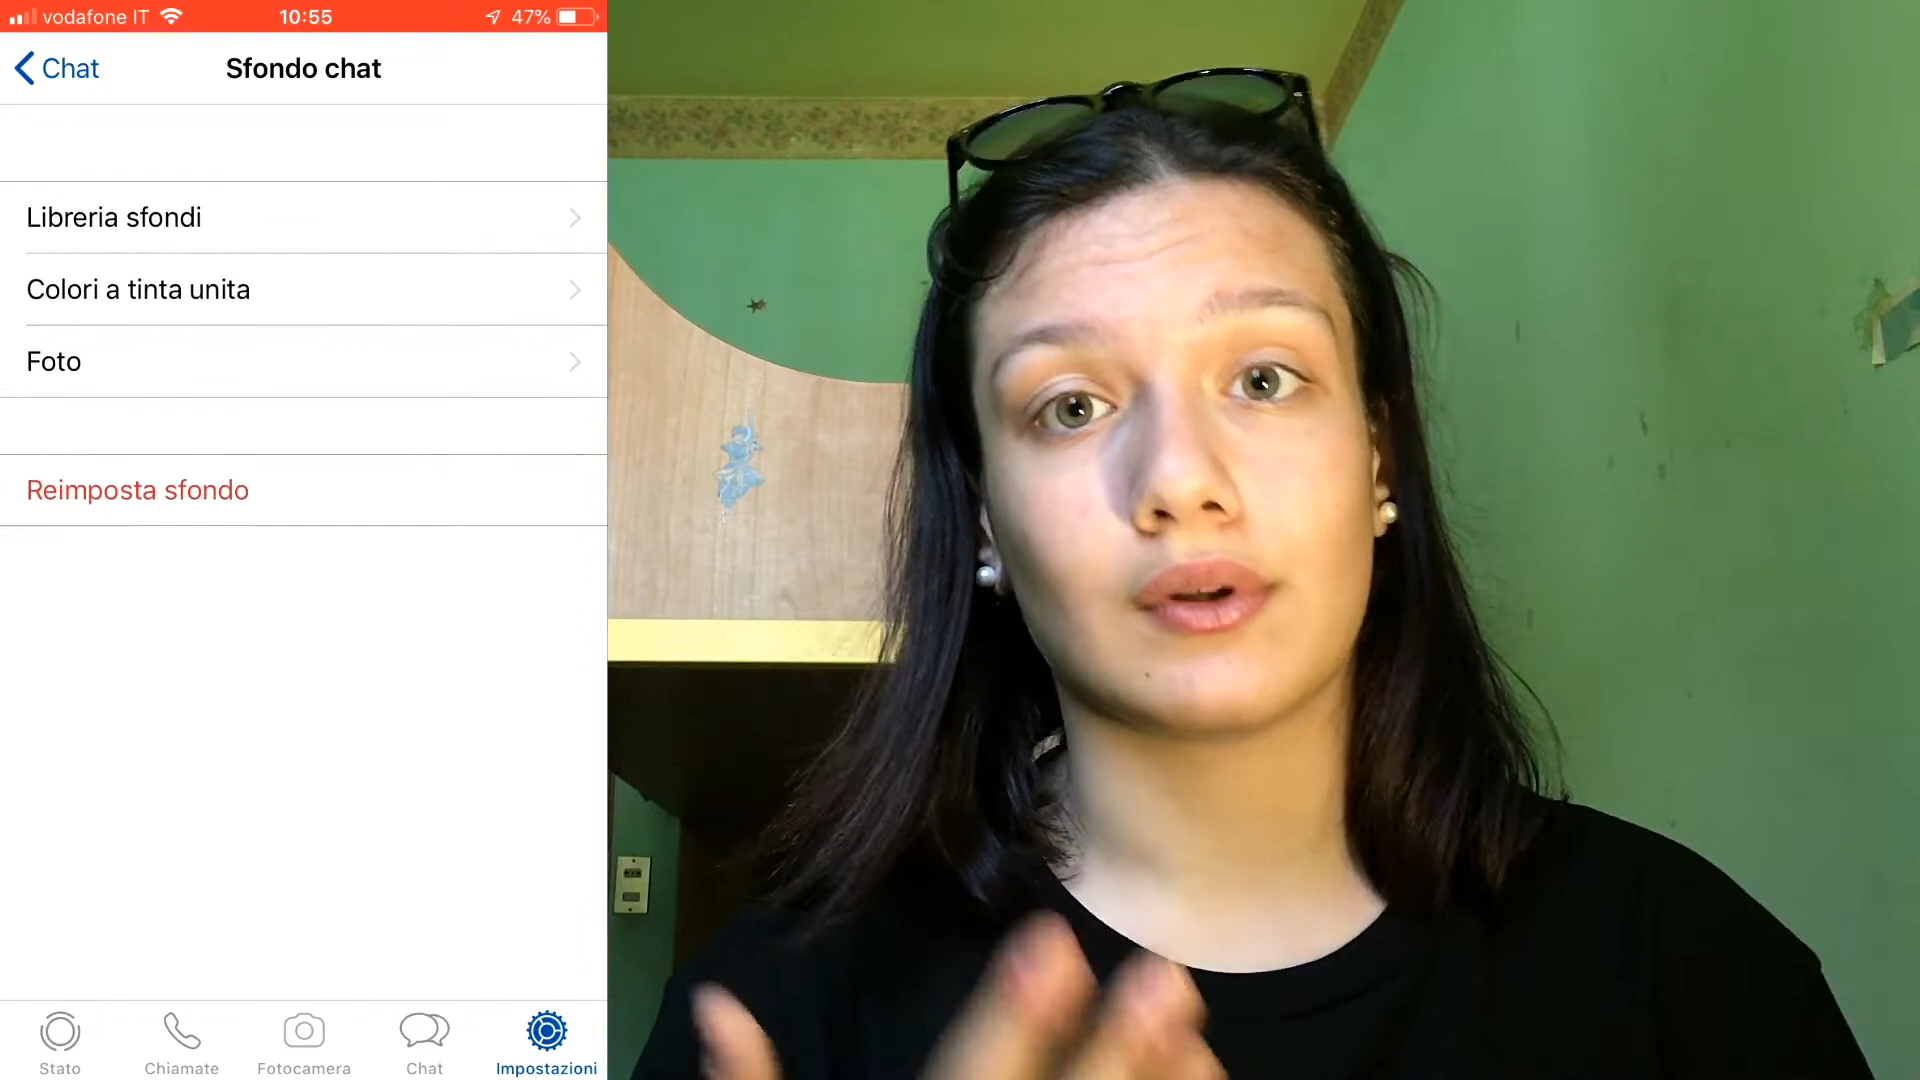 vodafone IT 10:55 47%
Chat Sfondo chat
Libreria sfondi
Colori a tinta unita
Foto
Reimposta sfondo
Stato Chiamate Fotocamera Chat Impostazioni